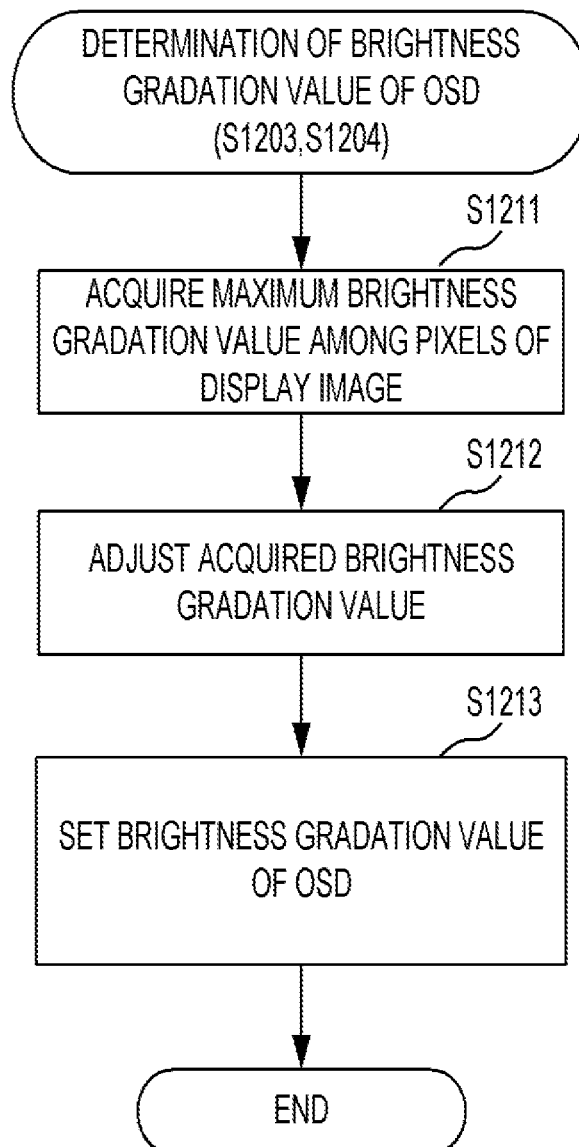 DETERMINATION OF BRIGHTNESS
GRADATION VALUE OF OSD
(S1203,S1204)
S1211
ACQUIRE MAXIMUM BRIGHTNESS
GRADATION VALUE AMONG PIXELS OF
DISPLAY IMAGE
S1212
ADJUST ACQUIRED BRIGHTNESS
GRADATION VALUE
S1213
SET BRIGHTNESS GRADATION VALUE
OF OSD
END